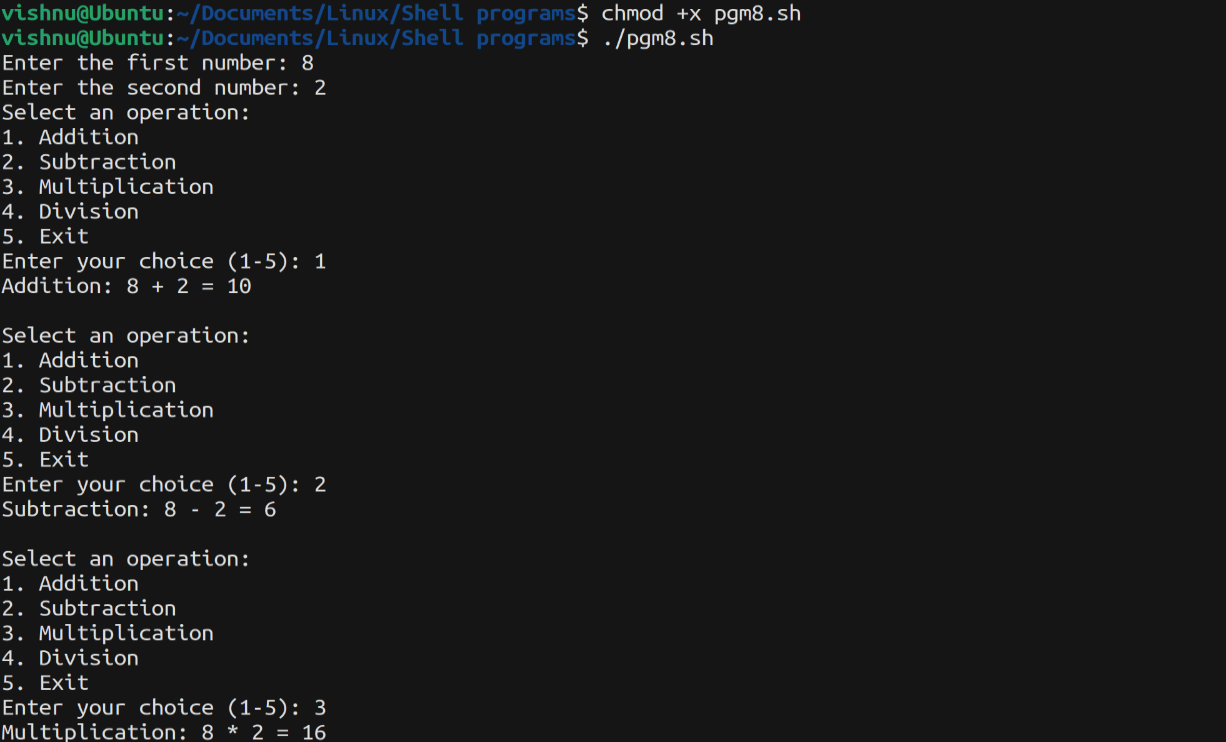 vishnu@Ubuntu:~/Documents/Linux/Shell programs$ chmod +x pgm8.sh
vishnu@Ubuntu:~/Documents/Linux/Shell programs$ ./pgm8.sh
Enter the first number: 8
Enter the second number: 2
Select an operation:
1. Addition
2. Subtraction
3. Multiplication
4. Division
5. Exit
Enter your choice (1-5): 1
Addition: 8 + 2 = 10

Select an operation:
1. Addition
2. Subtraction
3. Multiplication
4. Division
5. Exit
Enter your choice (1-5): 2
Subtraction: 8 - 2 = 6

Select an operation:
1. Addition
2. Subtraction
3. Multiplication
4. Division
5. Exit
Enter your choice (1-5): 3
Multiplication: 8 * 2 = 16